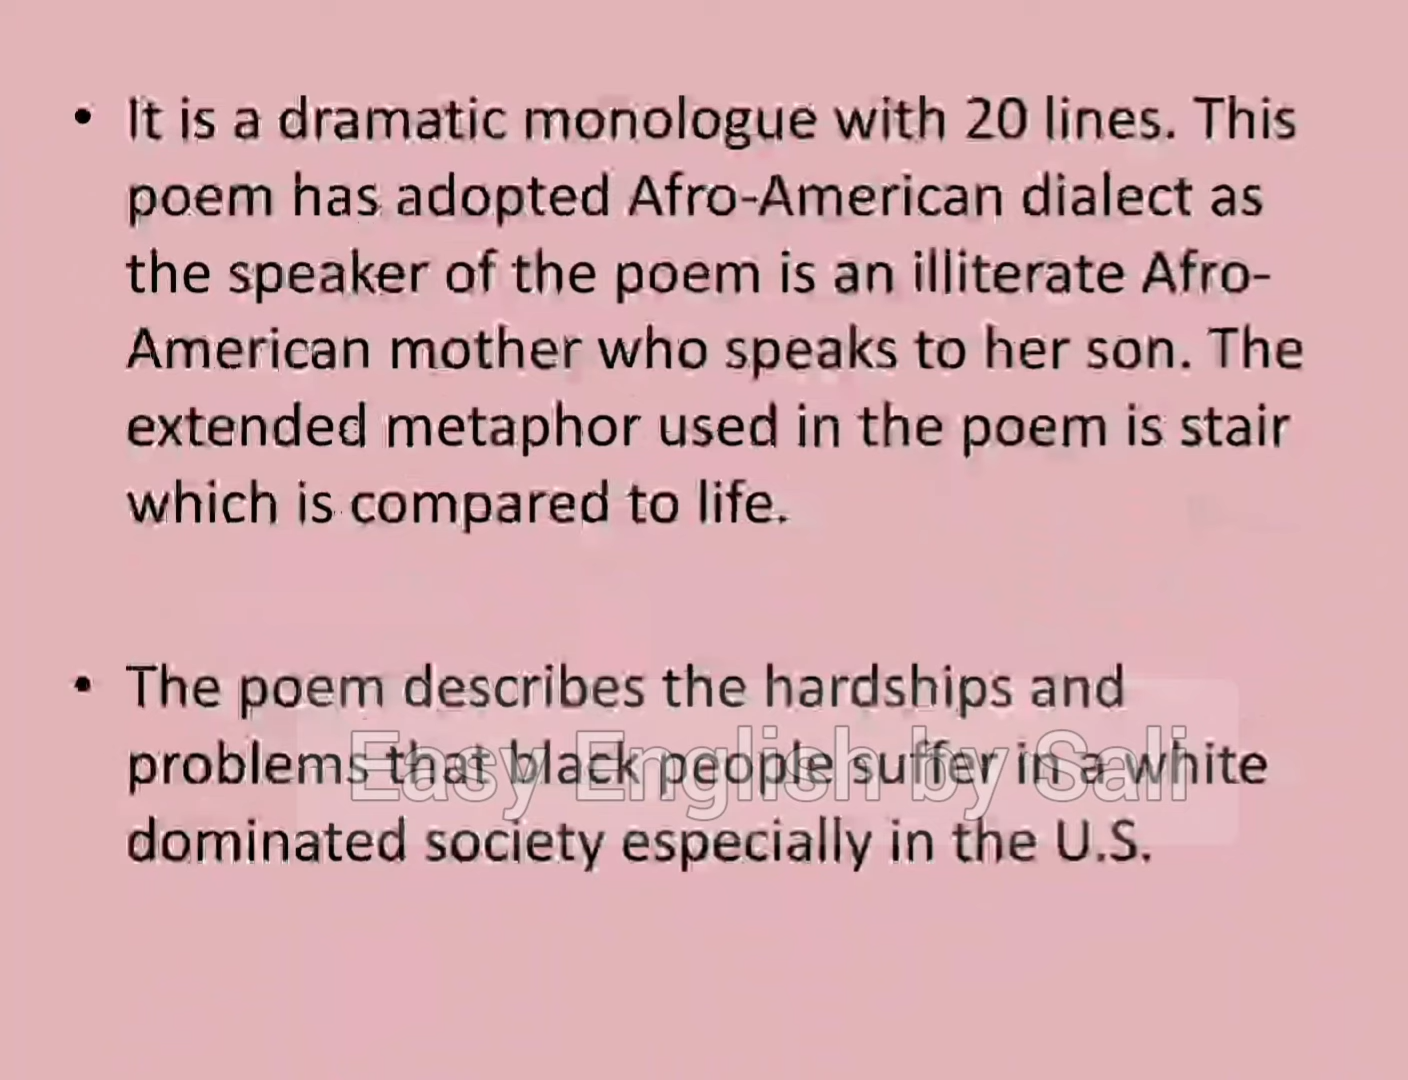 • It is a dramatic monologue with 20 lines. This
poem has adopted Afro-American dialect as
the speaker of the poem is an illiterate Afro-
American mother who speaks to her son. The
extended metaphor used in the poem is stair
which is compared to life.
• The poem describes the hardships and
problems that black people suffer in a white
Easy English by Sali
dominated society especially in the U.S.